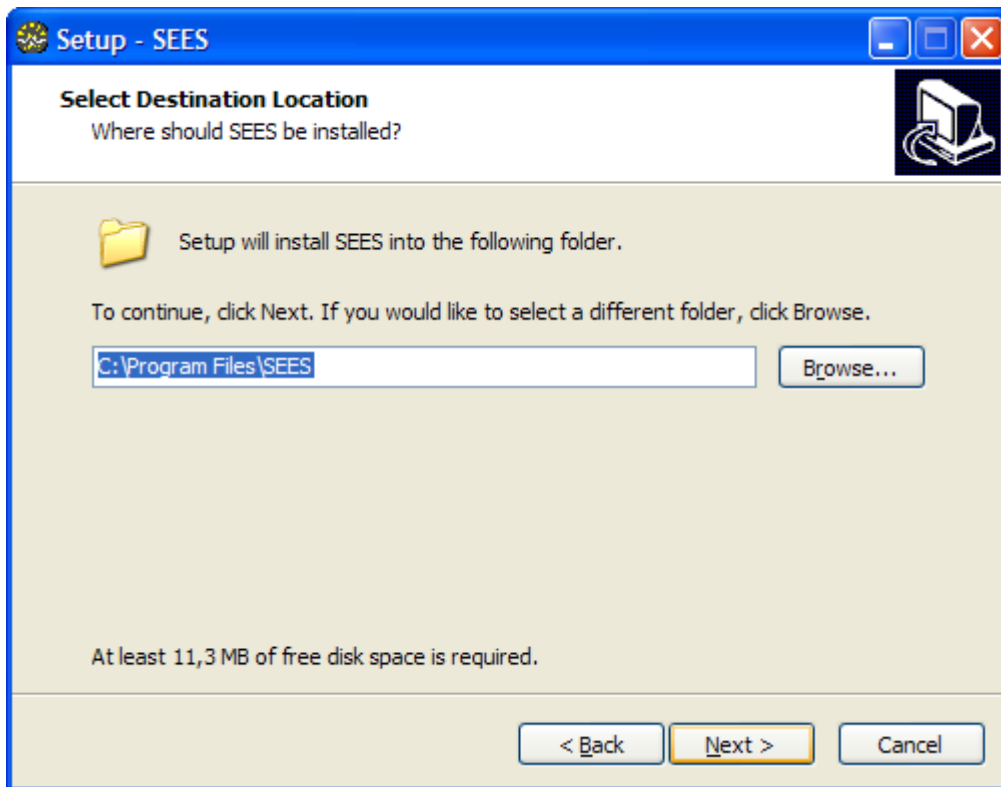 Setup - SEES
Select Destination Location
Where should SEES be installed?
Setup will install SEES into the following folder.
To continue, click Next. If you would like to select a different folder, click Browse.
C:\Program Files\SEES
Browse...
At least 11,3 MB of free disk space is required.
< Back
Next >
Cancel